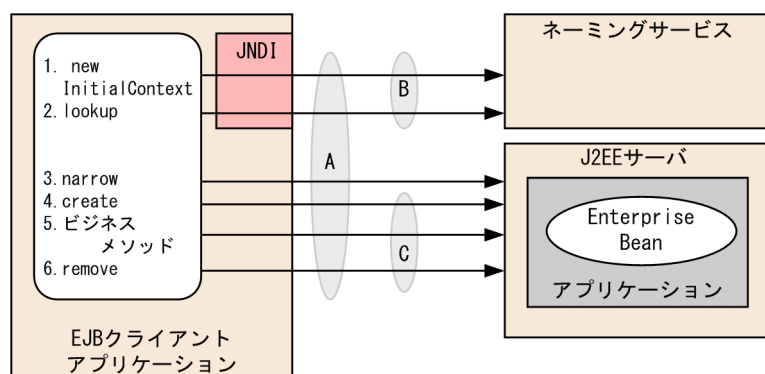 JNDI
1. new
InitialContext
2. lookup
3. narrow
4. create
5. ビジネス
メソッド
6. remove
EJBクライアント
アプリケーション
A
B
C
ネーミングサービス
J2EEサーバ
Enterprise
Bean
アプリケーション